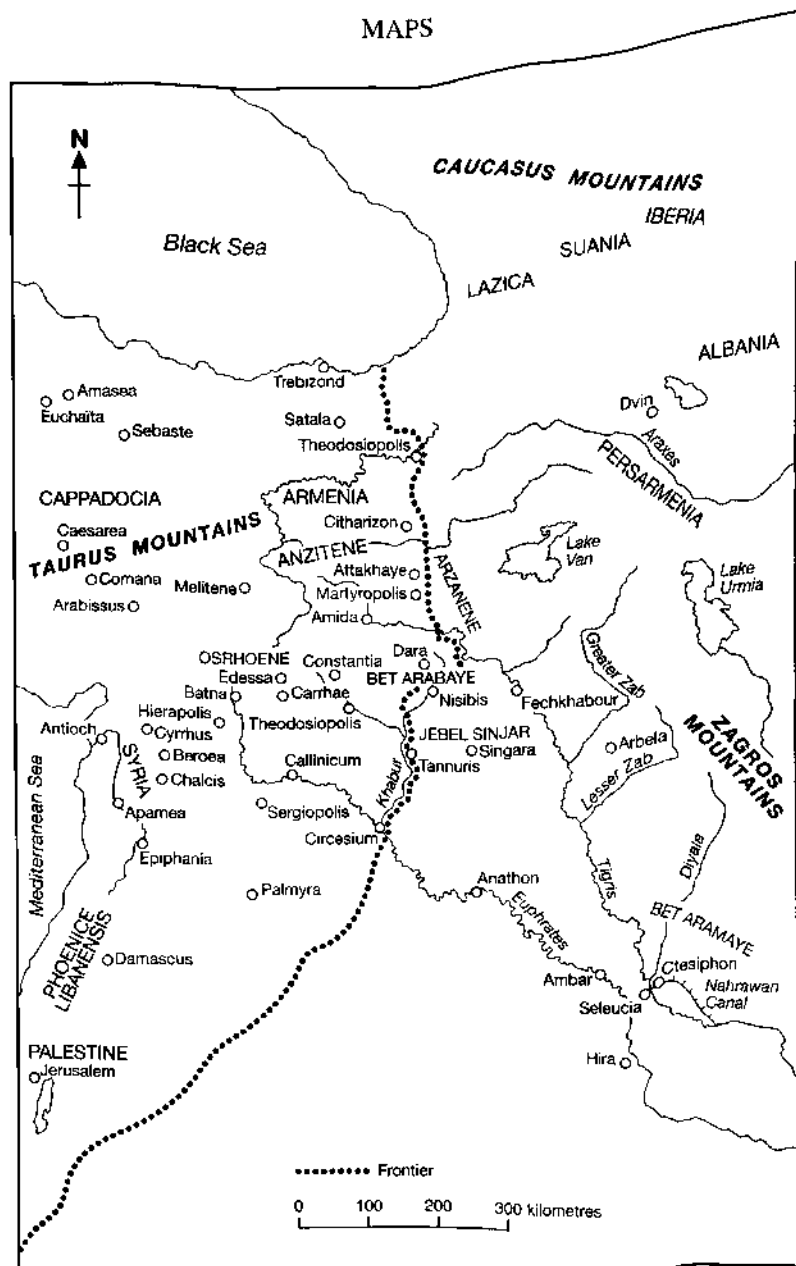 MAPS
N
CAUCASUS MOUNTAINS
IBERIA
SUANIA
Black Sea
LAZICA
ALBANIA
Trebizond
Amasea
Euchaïta
Dvin
Satala
Sebaste
Araxes
Theodosiopolis
PERSARMENIA
CAPPADOCIA
ARMENIA
Caesarea
Citharizon
TAURUS MOUNTAINS
ANZITENE
Lake
Van
Comana
Attakhaye
ARZANENE
Lake
Urmia
Melitene
Martyropolis
Arabissus
Amida
OSRHOENE
Constantia
Dara
Greater Zab
Edessa
BET ARABAYE
Batna
Carrhae
Nisibis
Fechkhabour
Hierapolis
Theodosiopolis
ZAGROS
MOUNTAINS
Antioch
Cyrrhus
JEBEL SINJAR
Singara
Arbela
SYRIA
Beroea
Callinicum
Tannuris
Chalcis
Khabur
Lesser Zab
Mediterranean Sea
Apamea
Sergiopolis
Circesium
Epiphania
Tigris
Diyala
Palmyra
Anathon
Euphrates
BET ARAMAYE
PHOENICE
LIBANENSIS
Damascus
Ambar
Ctesiphon
Seleucia
Nahrawan
Canal
PALESTINE
Jerusalem
Hira
Frontier
0 100 200 300 kilometres